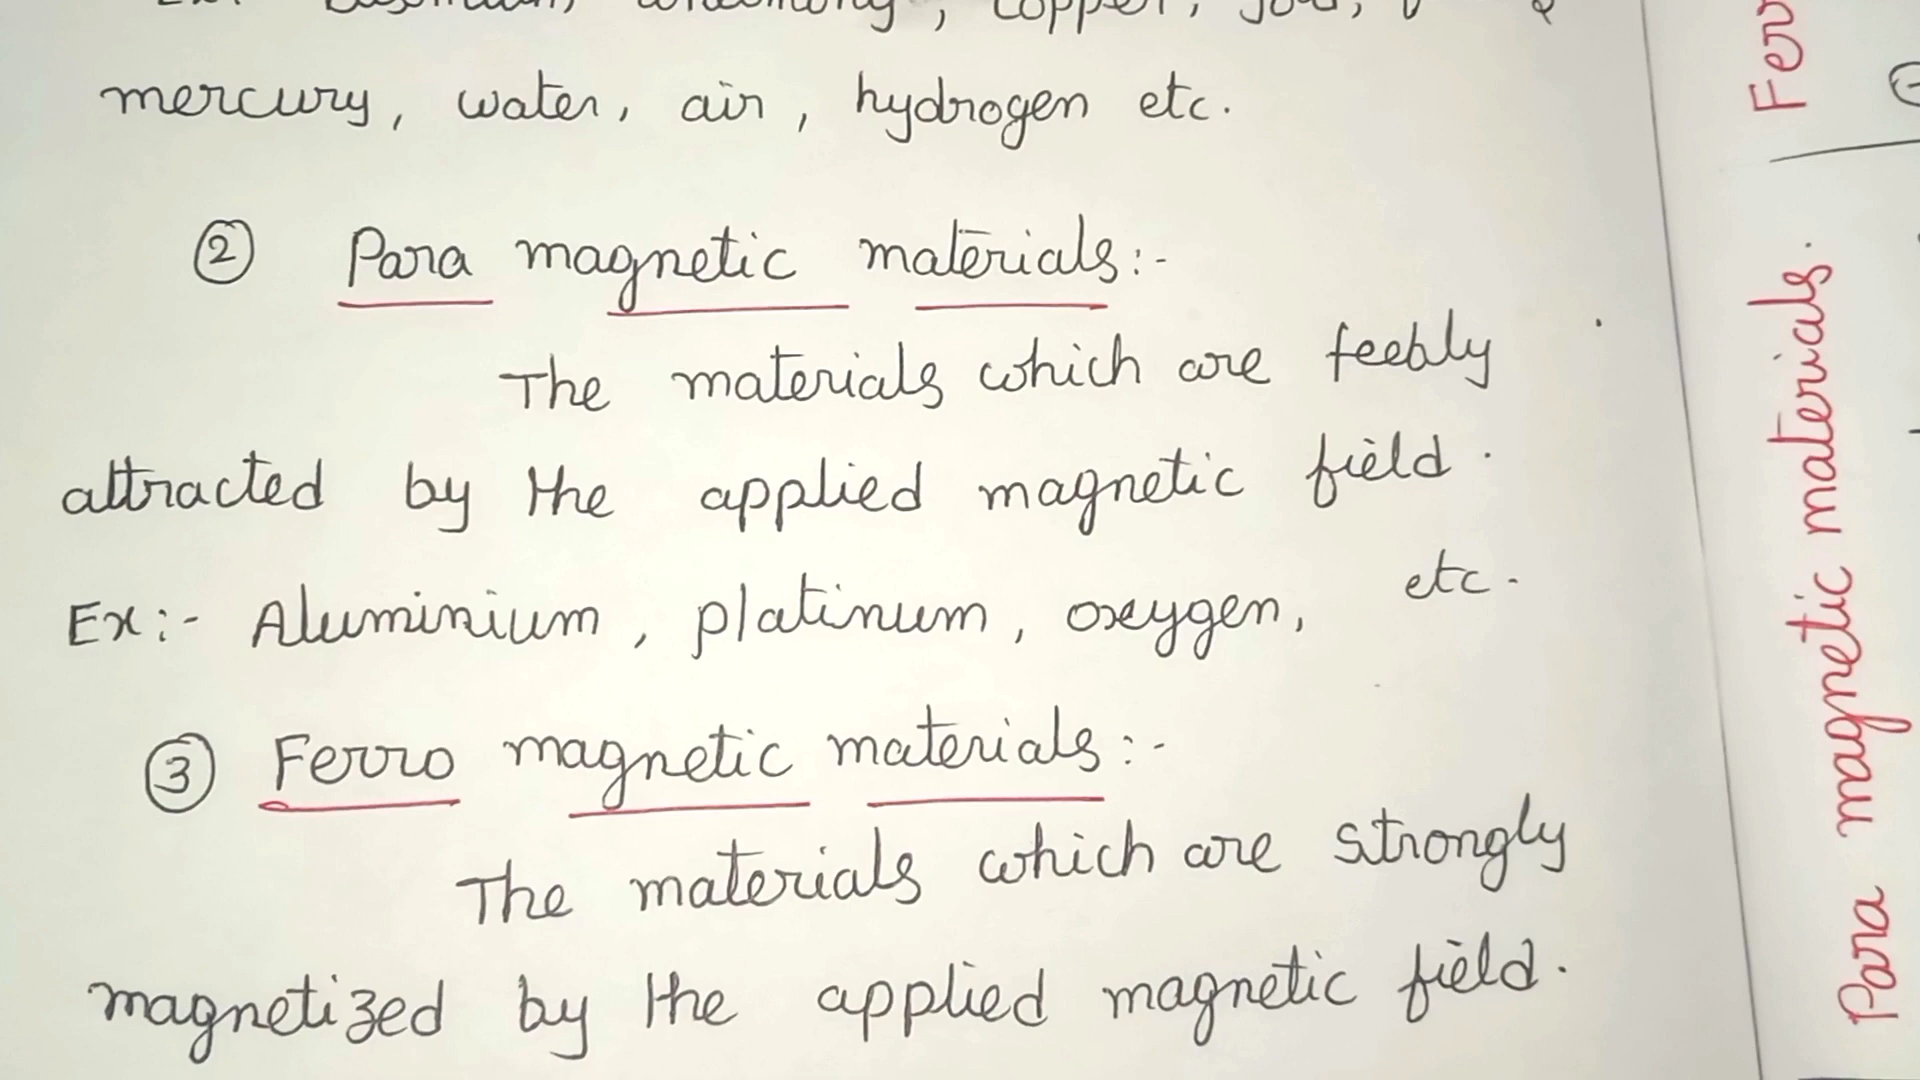 copper,
mercury, water, air, hydrogen etc.
② Para magnetic materials:-
The materials which are feebly
attracted by the applied magnetic field.
Ex:- Aluminium, platinum, oxygen, etc.
③ Ferro magnetic materials:-
The materials which are strongly
magnetized by the applied magnetic field.
Para magnetic materials.